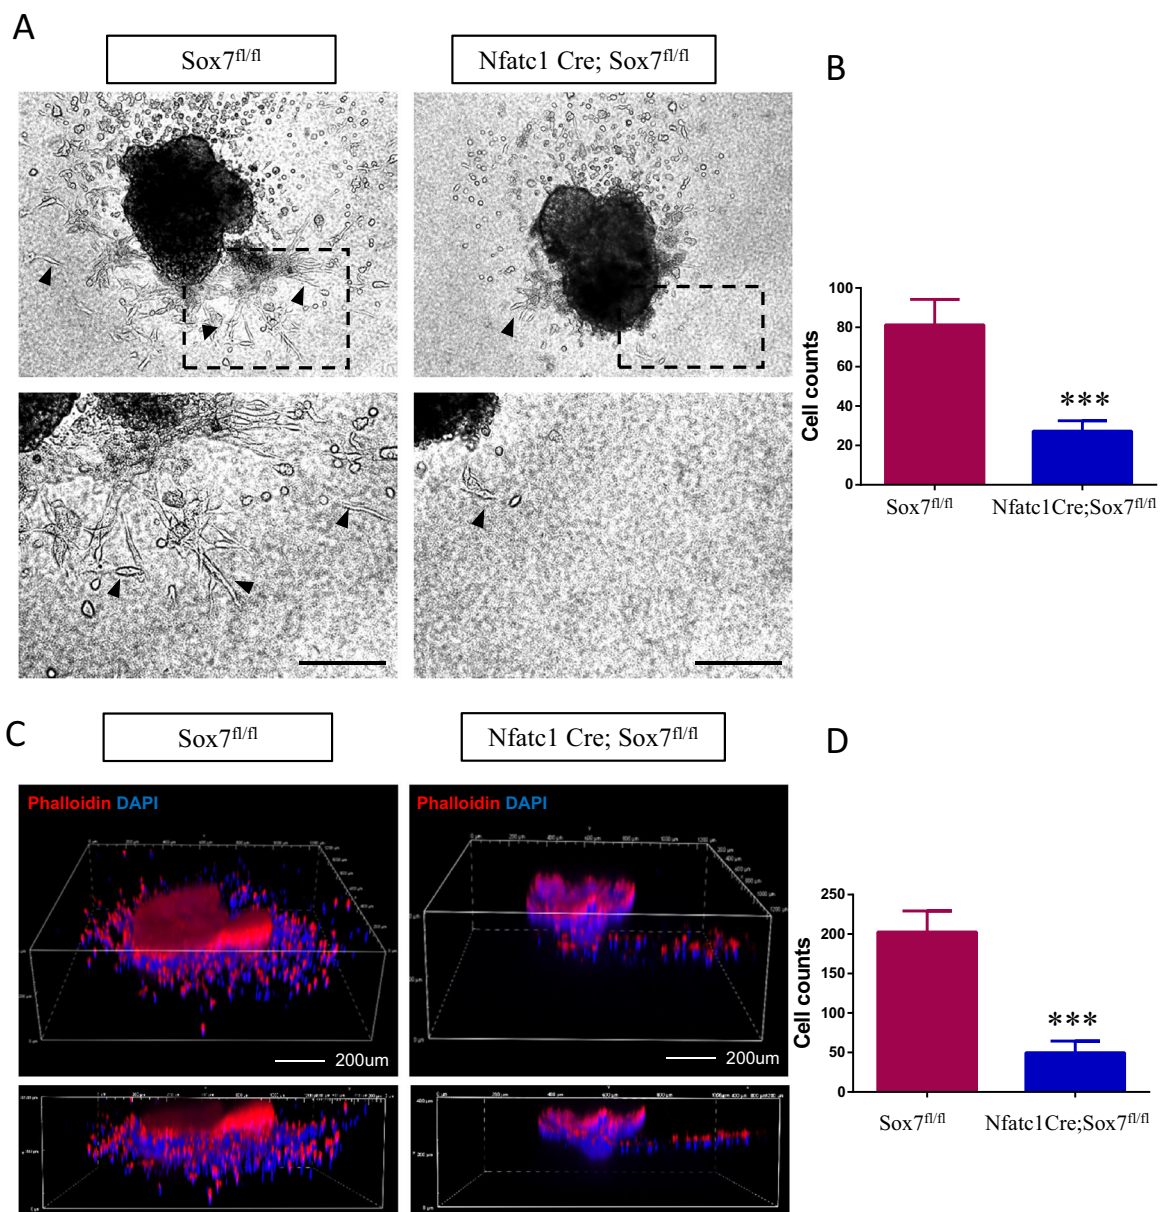 A
Sox7fl/fl
Nfatc1 Cre; Sox7fl/fl
B
100
80
60
40
20
0
Cell counts
***
Sox7fl/fl
Nfatc1Cre;Sox7fl/fl
C
Sox7fl/fl
Nfatc1 Cre; Sox7fl/fl
D
Phalloidin DAPI
200um
Phalloidin DAPI
200um
250
200
150
100
50
0
Cell counts
***
Sox7fl/fl
Nfatc1Cre;Sox7fl/fl